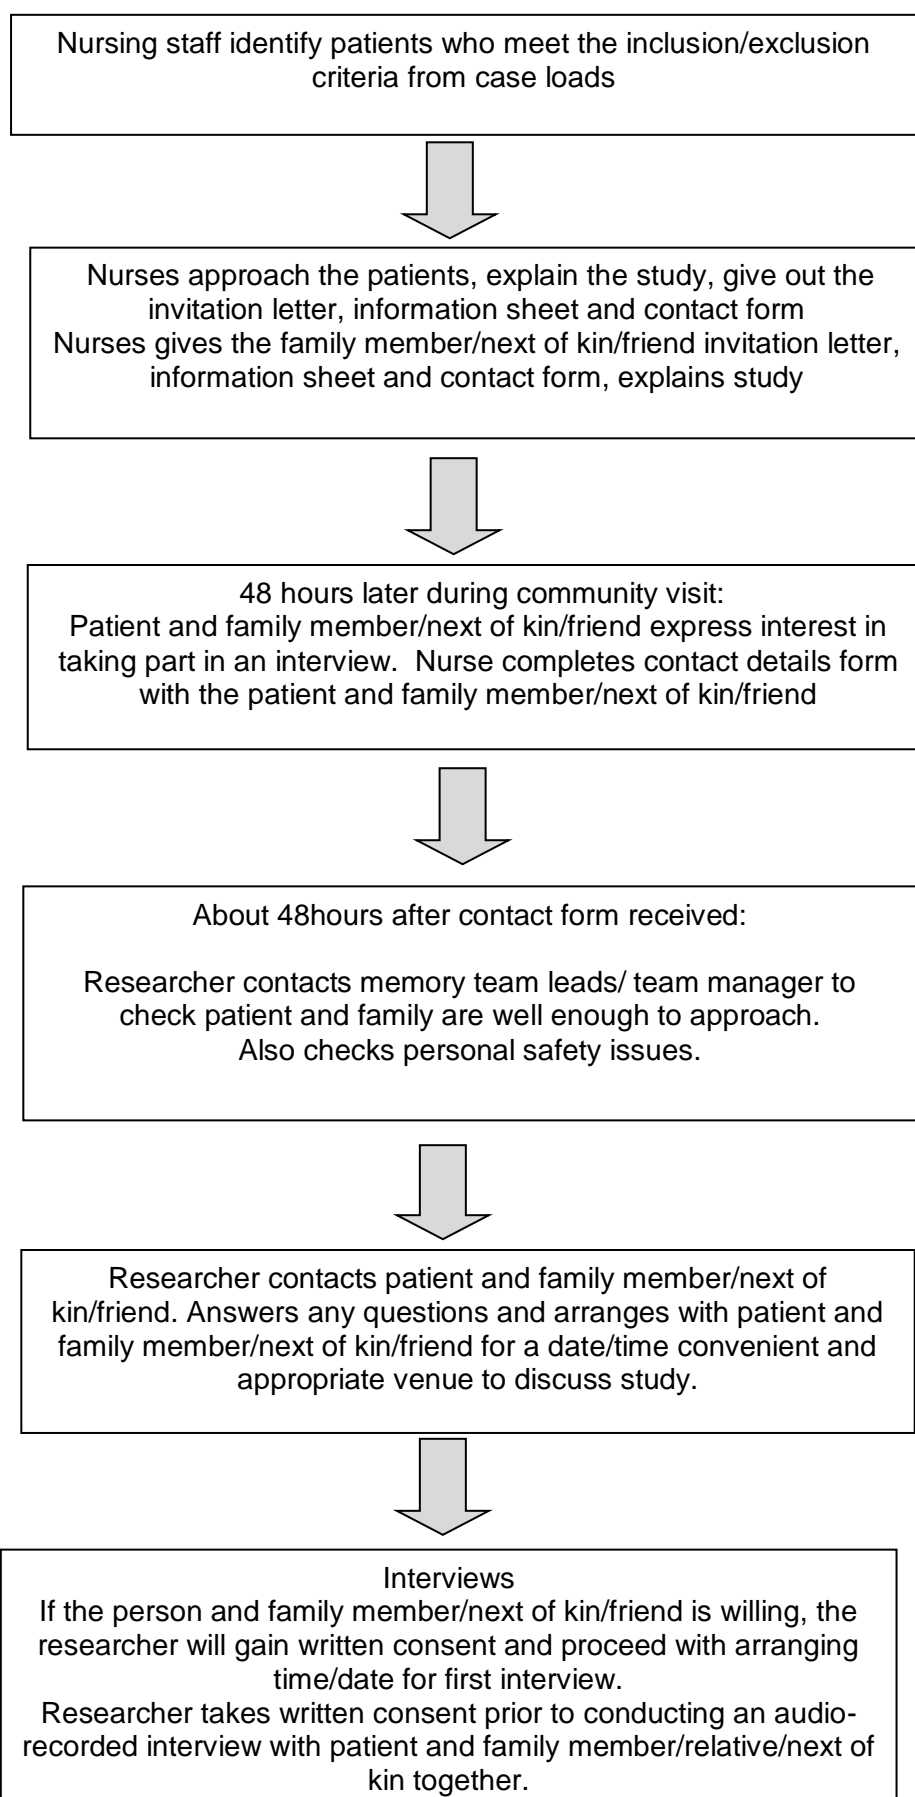 Nursing staff identify patients who meet the inclusion/exclusion
criteria from case loads
Nurses approach the patients, explain the study, give out the
invitation letter, information sheet and contact form
Nurses gives the family member/next of kin/friend invitation letter,
information sheet and contact form, explains study
48 hours later during community visit:
Patient and family member/next of kin/friend express interest in
taking part in an interview.  Nurse completes contact details form
with the patient and family member/next of kin/friend
About 48hours after contact form received:
Researcher contacts memory team leads/ team manager to
check patient and family are well enough to approach.
Also checks personal safety issues.
Researcher contacts patient and family member/next of
kin/friend. Answers any questions and arranges with patient and
family member/next of kin/friend for a date/time convenient and
appropriate venue to discuss study.
Interviews
If the person and family member/next of kin/friend is willing, the
researcher will gain written consent and proceed with arranging
time/date for first interview.
Researcher takes written consent prior to conducting an audio-
recorded interview with patient and family member/relative/next of
kin together.